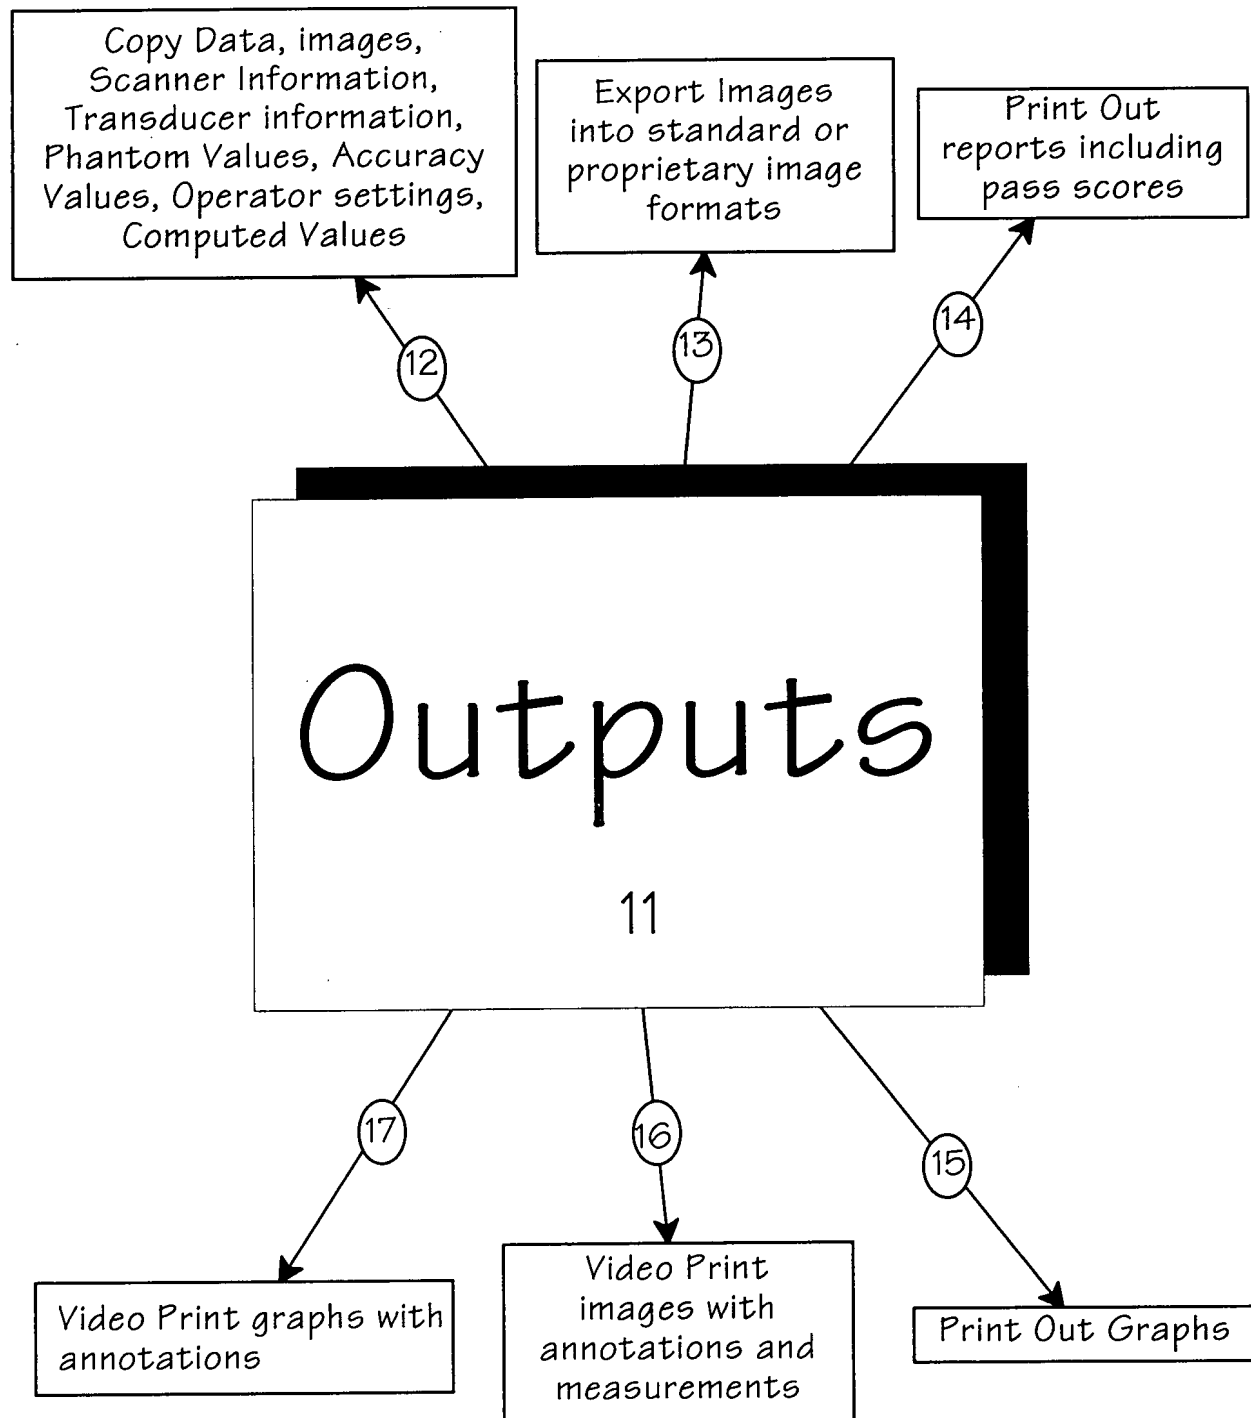 Copy Data, images,
Scanner Information,
Transducer information,
Phantom Values, Accuracy
Values, Operator settings,
Computed Values
Export Images
into standard or
proprietary image
formats
Print Out
reports including
pass scores
12
13
14
Outputs
11
17
16
15
Video Print graphs with
annotations
Video Print
images with
annotations and
measurements
Print Out Graphs